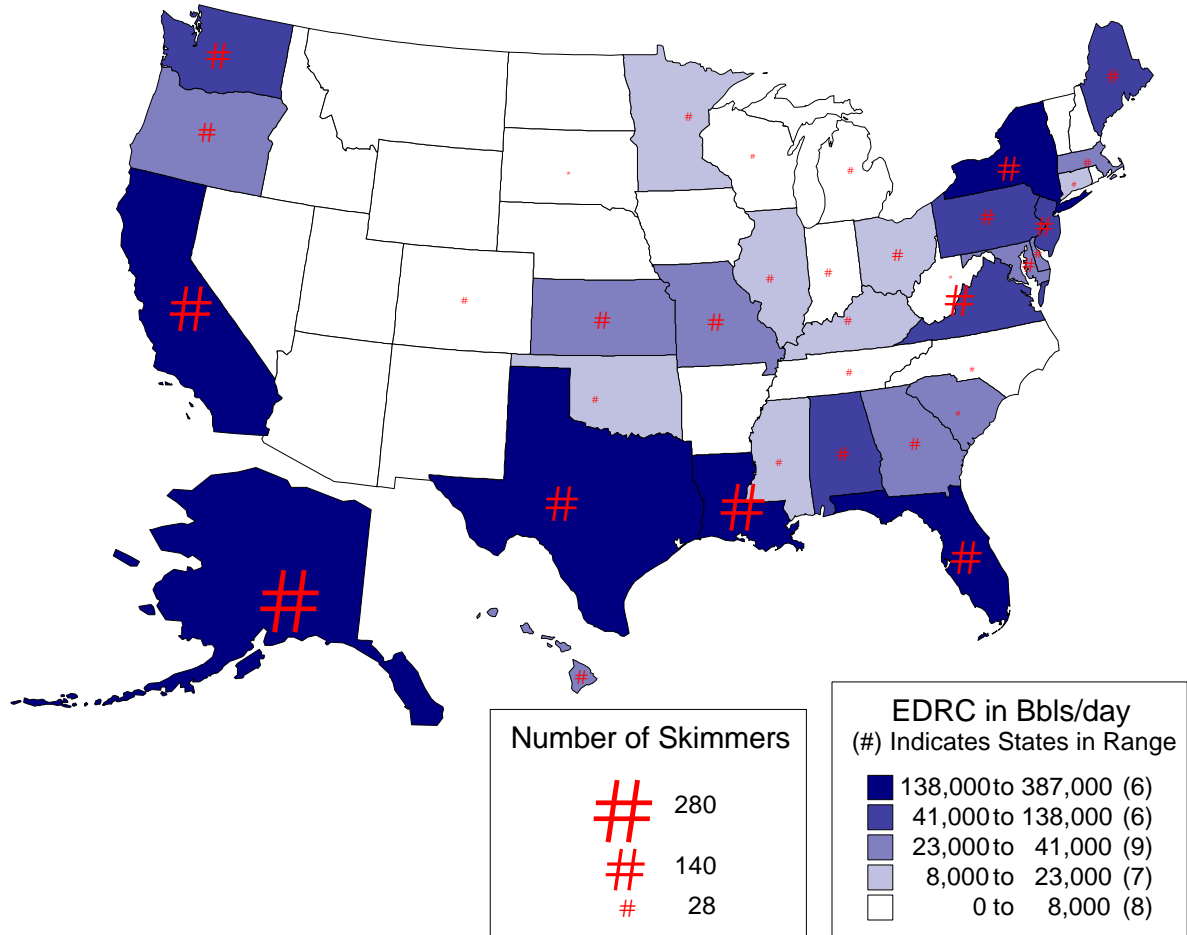 Number of Skimmers
# 280
# 140
# 28
EDRC in Bbls/day
(#) Indicates States in Range
138,000 to 387,000 (6)
41,000 to 138,000 (6)
23,000 to 41,000 (9)
8,000 to 23,000 (7)
0 to 8,000 (8)